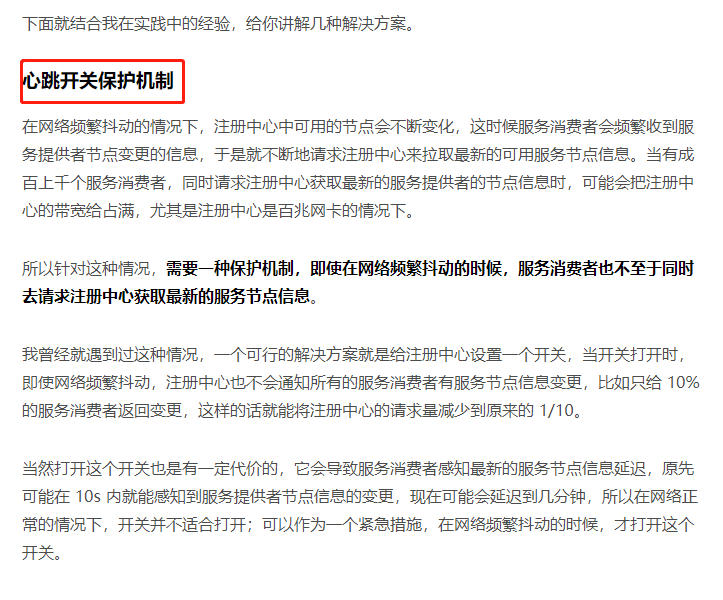 下面就结合我在实践中的经验，给你讲解几种解决方案。
心跳开关保护机制
在网络频繁抖动的情况下，注册中心中可用的节点会不断变化，这时候服务消费者会频繁收到服
务提供者节点变更的信息，于是就不断地请求注册中心来拉取最新的可用服务节点信息。当有成
百上千个服务消费者，同时请求注册中心获取最新的服务提供者的节点信息时，可能会把注册中
心的带宽给占满，尤其是注册中心是百兆网卡的情况下。
所以针对这种情况，需要一种保护机制，即使在网络频繁抖动的时候，服务消费者也不至于同时
去请求注册中心获取最新的服务节点信息。
我曾经就遇到过这种情况，一个可行的解决方案就是给注册中心设置一个开关，当开关打开时，
即使网络频繁抖动，注册中心也不会通知所有的服务消费者有服务节点信息变更，比如只给 10%
的服务消费者返回变更，这样的话就能将注册中心的请求量减少到原来的 1/10。
当然打开这个开关也是有一定代价的，它会导致服务消费者感知最新的服务节点信息延迟，原先
可能在 10s 内就能感知到服务提供者节点信息的变更，现在可能会延迟到几分钟，所以在网络正
常的情况下，开关并不适合打开；可以作为一个紧急措施，在网络频繁抖动的时候，才打开这个
开关。